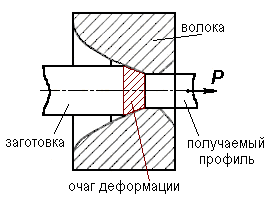 волока
P
заготовка
получаемый
профиль
очаг деформации